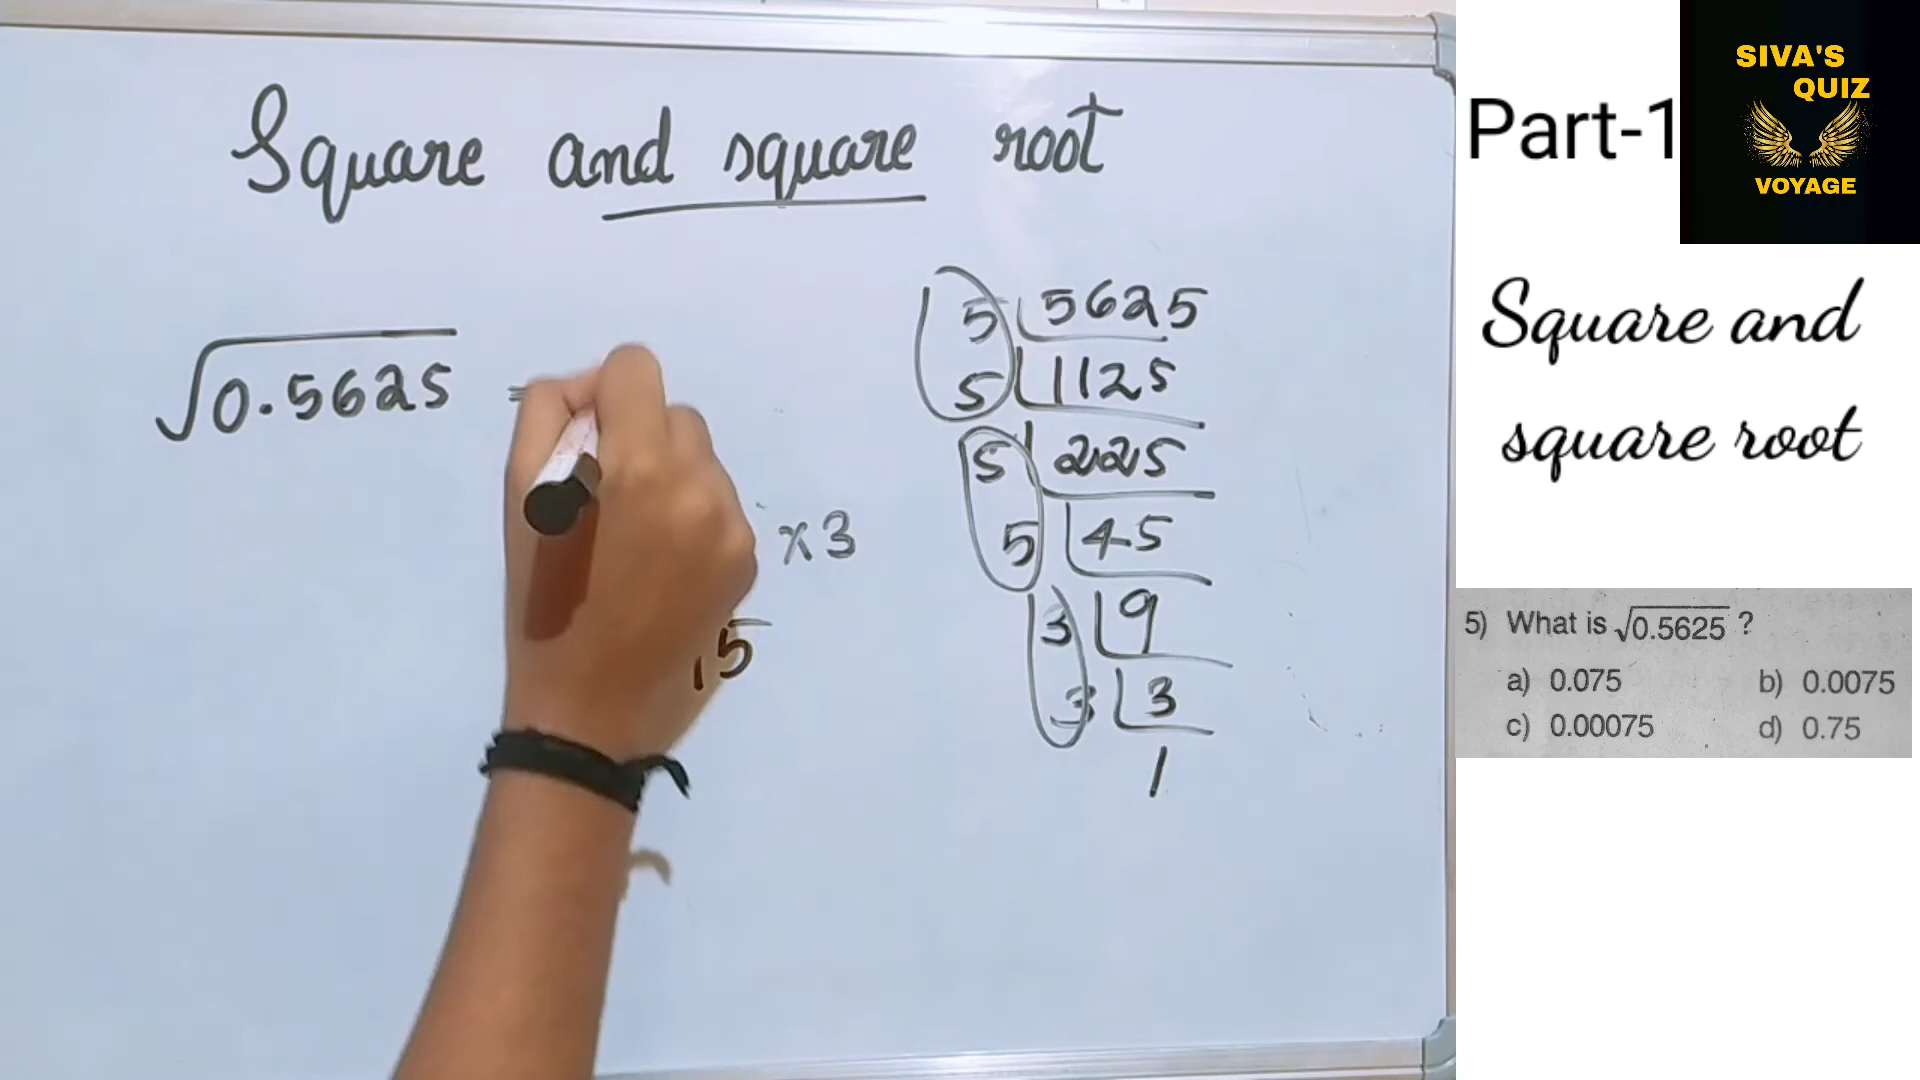 Square and square root
√0.5625 =
x 3
15
5 5625
5 1125
5 225
5 45
3 9
3 3
1
Part-1
SIVA'S
QUIZ
VOYAGE
Square and
square root
5) What is √0.5625 ?
a) 0.075 b) 0.0075
c) 0.00075 d) 0.75